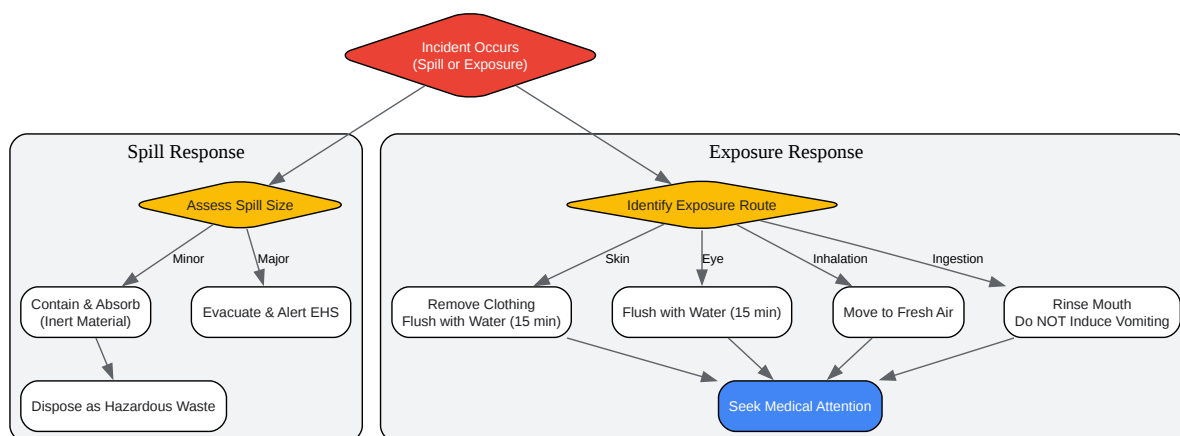 Incident Occurs
(Spill or Exposure)
Spill Response
Exposure Response
Assess Spill Size
Identify Exposure Route
Minor
Major
Skin
Eye
Inhalation
Ingestion
Contain & Absorb
(Inert Material)
Evacuate & Alert EHS
Remove Clothing
Flush with Water (15 min)
Flush with Water (15 min)
Move to Fresh Air
Rinse Mouth
Do NOT Induce Vomiting
Dispose as Hazardous Waste
Seek Medical Attention